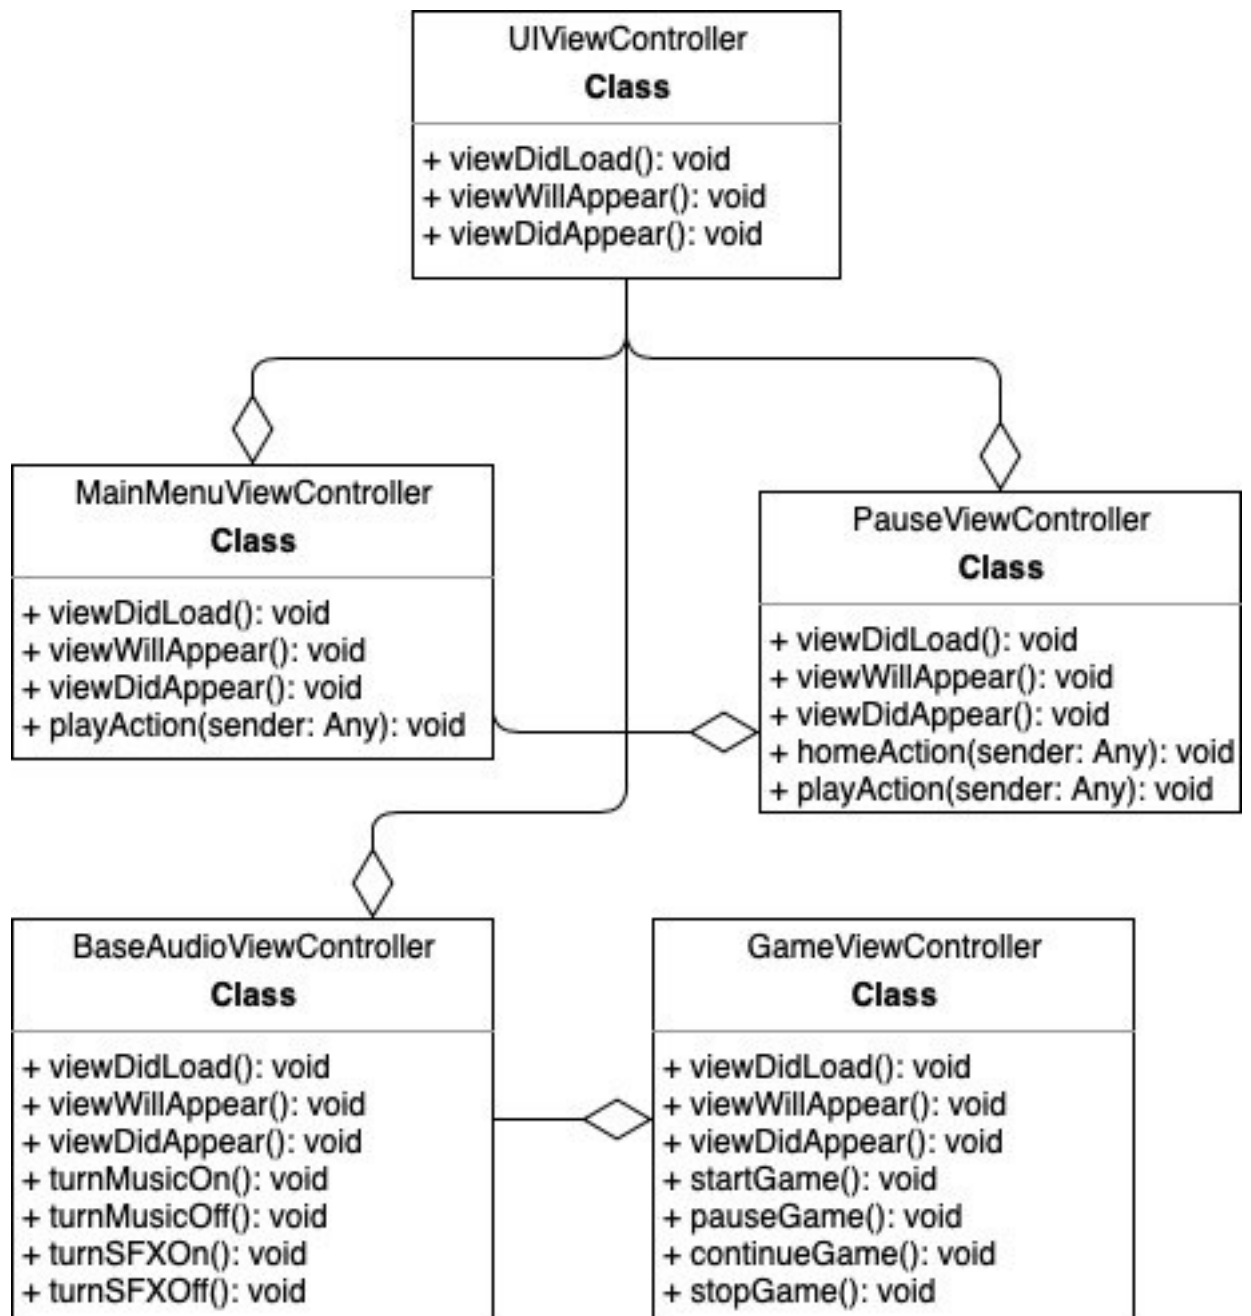 UIViewController
Class
+ viewDidLoad(): void
+ viewWillAppear(): void
+ viewDidAppear(): void
MainMenuViewController
Class
+ viewDidLoad(): void
+ viewWillAppear(): void
+ viewDidAppear(): void
+ playAction(sender: Any): void
PauseViewController
Class
+ viewDidLoad(): void
+ viewWillAppear(): void
+ viewDidAppear(): void
+ homeAction(sender: Any): void
+ playAction(sender: Any): void
BaseAudioViewController
Class
+ viewDidLoad(): void
+ viewWillAppear(): void
+ viewDidAppear(): void
+ turnMusicOn(): void
+ turnMusicOff(): void
+ turnSFXOn(): void
+ turnSFXOff(): void
GameViewController
Class
+ viewDidLoad(): void
+ viewWillAppear(): void
+ viewDidAppear(): void
+ startGame(): void
+ pauseGame(): void
+ continueGame(): void
+ stopGame(): void